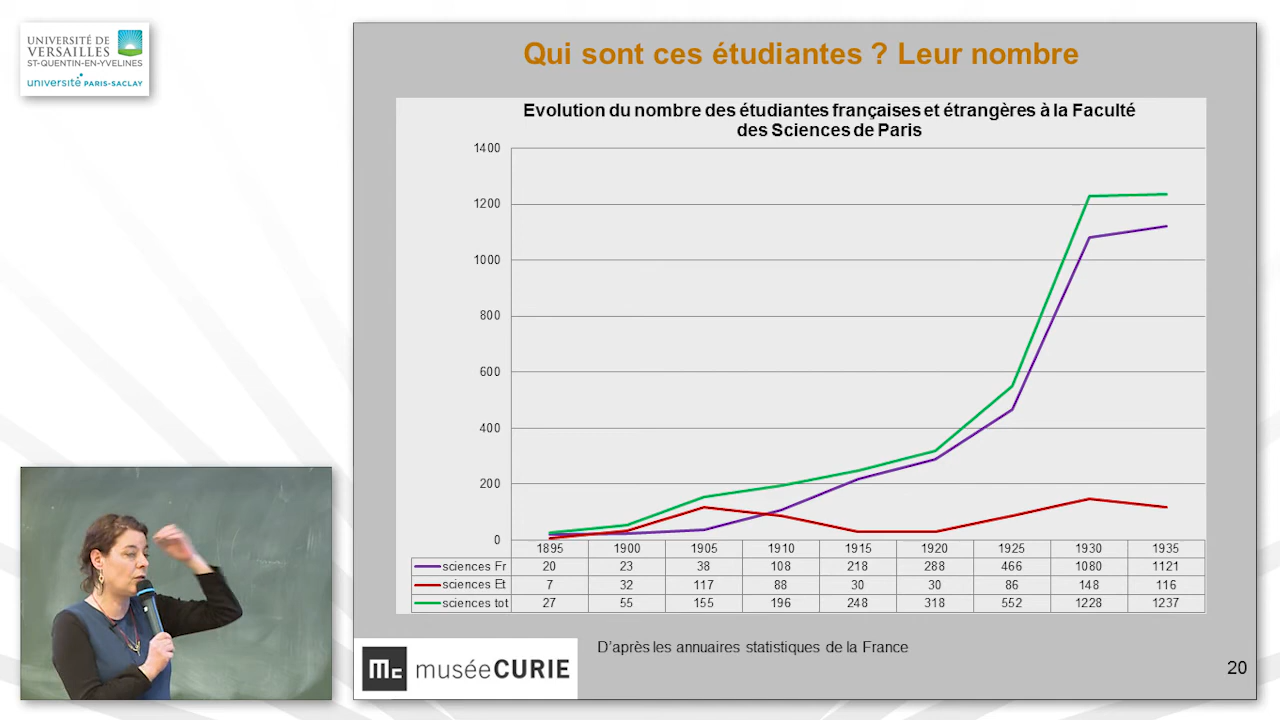 UNIVERSITÉ DE
VERSAILLES
ST-QUENTIN-EN-YVELINES
université PARIS-SACLAY
Qui sont ces étudiantes ? Leur nombre
Evolution du nombre des étudiantes françaises et étrangères à la Faculté
des Sciences de Paris
1400
1200
1000
800
600
400
200
0
1895 1900 1905 1910 1915 1920 1925 1930 1935
sciences Fr 20 23 38 108 218 288 466 1080 1121
sciences Et 7 32 117 88 30 30 86 148 116
sciences tot 27 55 155 196 248 318 552 1228 1237
D'après les annuaires statistiques de la France
Mc muséeCURIE
20